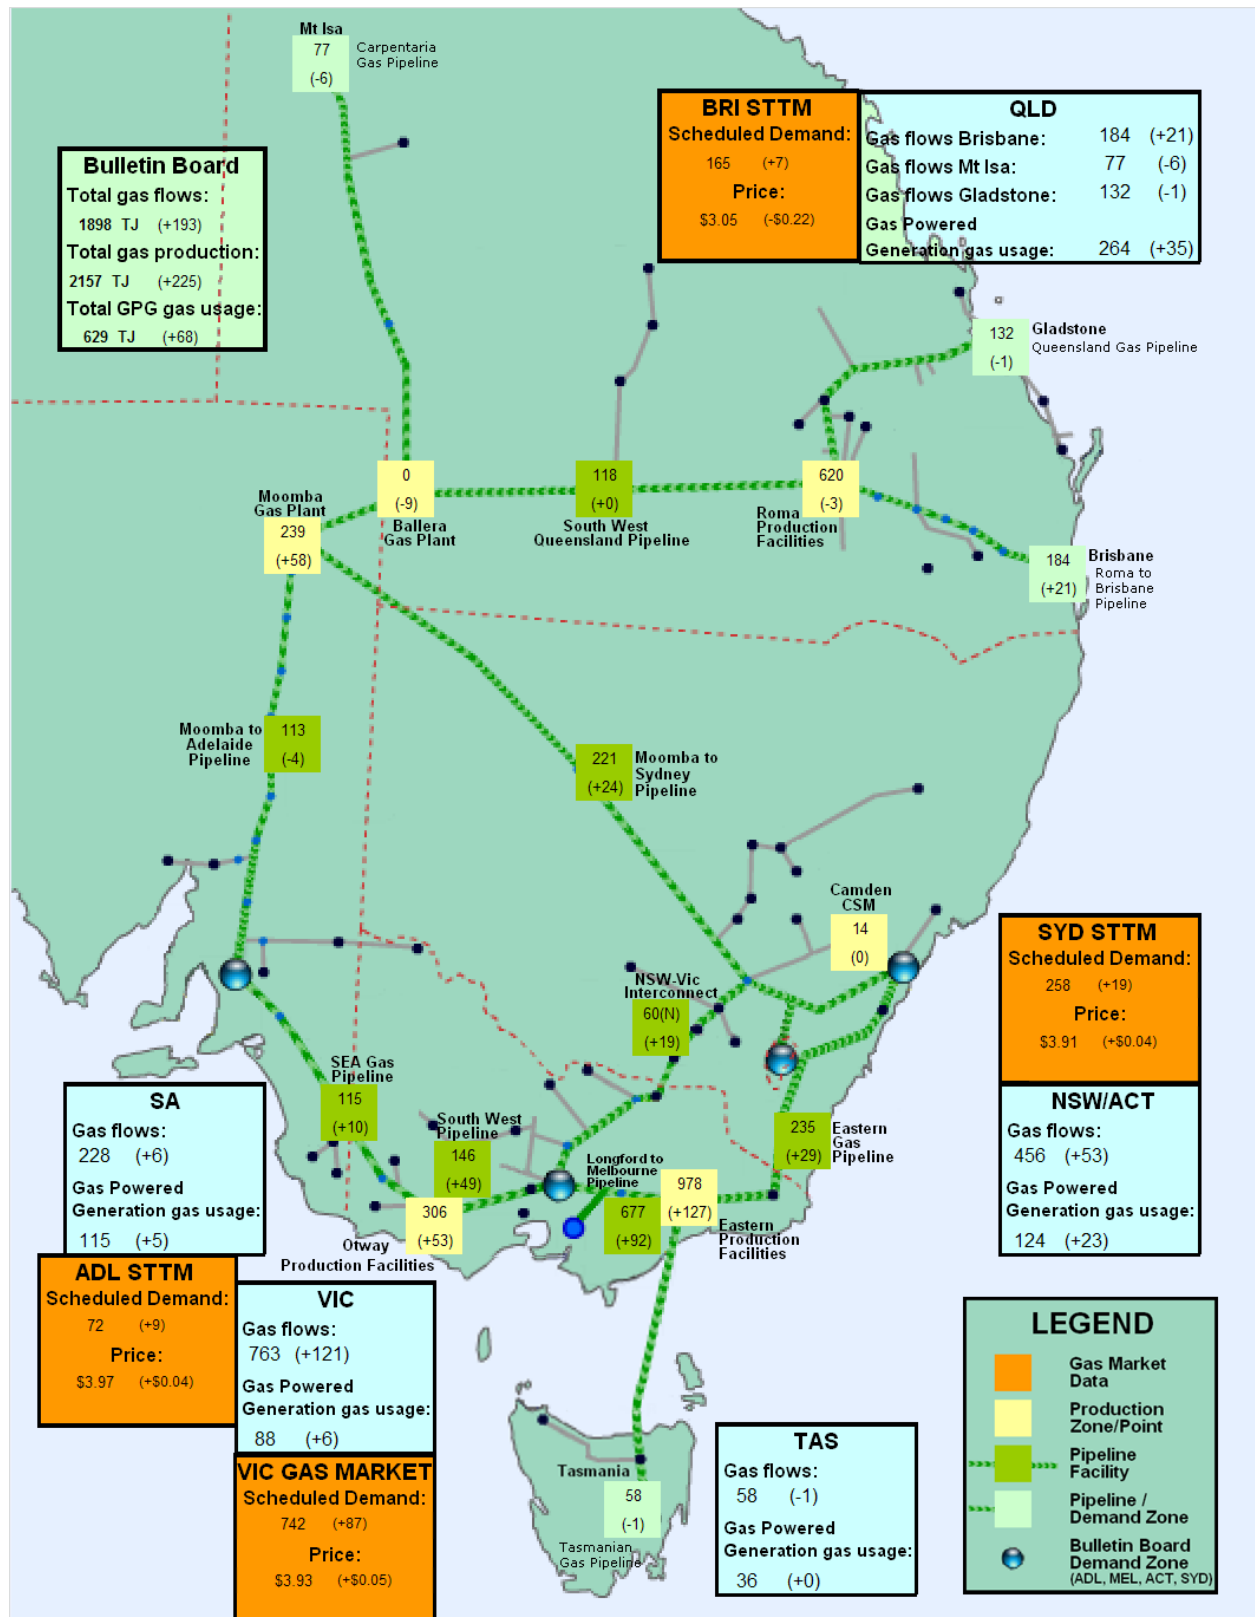 Mt Isa
77
(-6)
Carpentaria
Gas Pipeline
BRI STTM
Scheduled Demand:
165 (+7)
Price:
$3.05 (-$0.22)
QLD
Gas flows Brisbane: 184 (+21)
Gas flows Mt Isa: 77 (-6)
Gas flows Gladstone: 132 (-1)
Gas Powered
Generation gas usage: 264 (+35)
Bulletin Board
Total gas flows:
1898 TJ (+193)
Total gas production:
2157 TJ (+225)
Total GPG gas usage:
629 TJ (+68)
132
(-1)
Gladstone
Queensland Gas Pipeline
Moomba
Gas Plant
239
(+58)
0
(-9)
Ballera
Gas Plant
118
(+0)
South West
Queensland Pipeline
620
(-3)
Roma
Production
Facilities
184
(+21)
Brisbane
Roma to
Brisbane
Pipeline
Moomba to
Adelaide
Pipeline
113
(-4)
221
(+24)
Moomba to
Sydney
Pipeline
Camden
CSM
14
(0)
NSW-Vic
Interconnect
60(N)
(+19)
SYD STTM
Scheduled Demand:
258 (+19)
Price:
$3.91 (+$0.04)
NSW/ACT
Gas flows:
456 (+53)
Gas Powered
Generation gas usage:
124 (+23)
SEA Gas
Pipeline
115
(+10)
South West
Pipeline
146
(+49)
Longford to
Melbourne
Pipeline
677
(+92)
978
(+127)
Eastern
Production
Facilities
235
(+29)
Eastern
Gas
Pipeline
306
(+53)
Otway
Production Facilities
SA
Gas flows:
228 (+6)
Gas Powered
Generation gas usage:
115 (+5)
ADL STTM
Scheduled Demand:
72 (+9)
Price:
$3.97 (+$0.04)
VIC
Gas flows:
763 (+121)
Gas Powered
Generation gas usage:
88 (+6)
VIC GAS MARKET
Scheduled Demand:
742 (+87)
Price:
$3.93 (+$0.05)
Tasmania
58
(-1)
Tasmanian
Gas Pipeline
TAS
Gas flows:
58 (-1)
Gas Powered
Generation gas usage:
36 (+0)
LEGEND
Gas Market
Data
Production
Zone/Point
Pipeline
Facility
Pipeline /
Demand Zone
Bulletin Board
Demand Zone
(ADL, MEL, ACT, SYD)